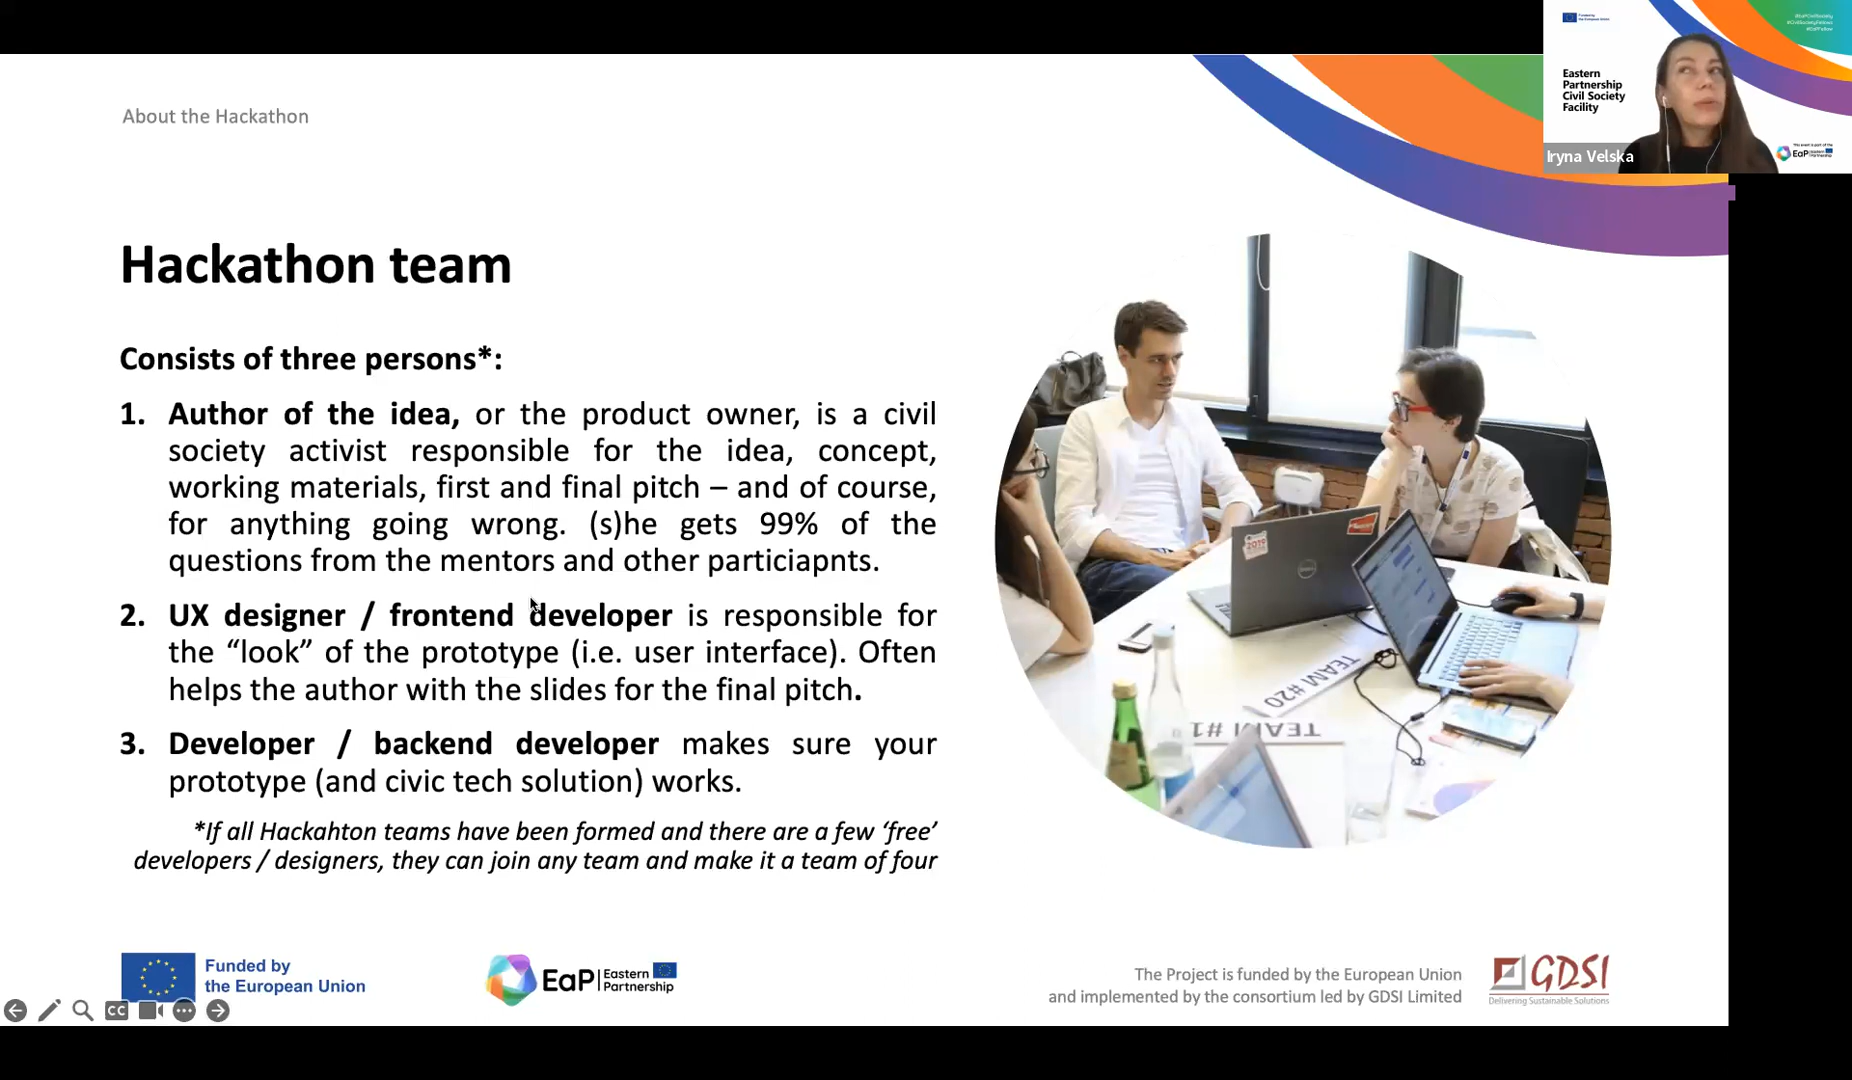 About the Hackathon
Hackathon team
Consists of three persons*:
1. Author of the idea, or the product owner, is a civil
society activist responsible for the idea, concept,
working materials, first and final pitch – and of course,
for anything going wrong. (s)he gets 99% of the
questions from the mentors and other particiapnts.
2. UX designer / frontend developer is responsible for
the “look” of the prototype (i.e. user interface). Often
helps the author with the slides for the final pitch.
3. Developer / backend developer makes sure your
prototype (and civic tech solution) works.
*If all Hackahton teams have been formed and there are a few ‘free’
developers / designers, they can join any team and make it a team of four
Funded by
the European Union
EaP
Eastern
Partnership
The Project is funded by the European Union
and implemented by the consortium led by GDSI Limited
GDSI
Delivering Sustainable Solutions
CC
Eastern
Partnership
Civil Society
Facility
Iryna Velska
EaP
TEAM #20
TEAM #1
2019
DELL